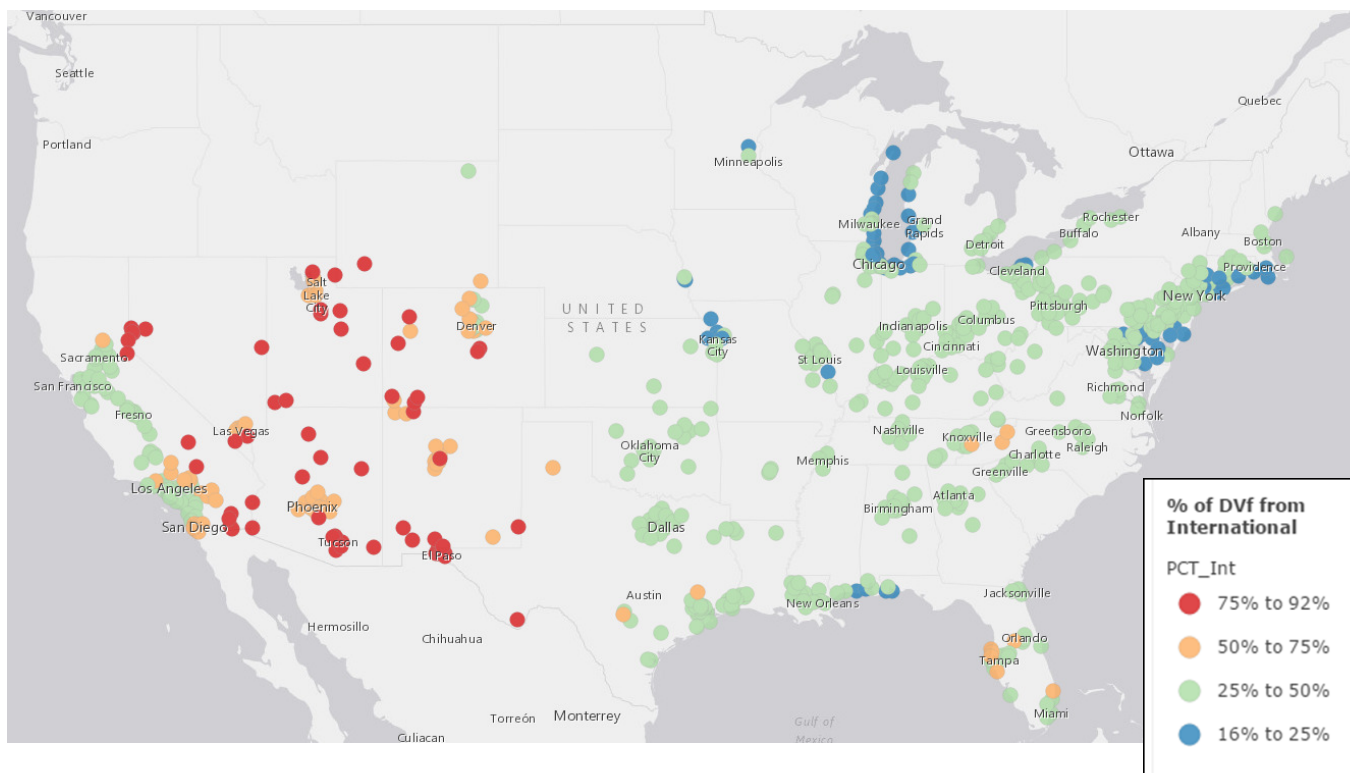 Vancouver
Seattle
Quebec
Portland
Ottawa
Minneapolis
Milwaukee
Grand
Rapids
Rochester
Buffalo
Albany
Boston
Detroit
Chicago
Cleveland
Providence
Salt
Lake
City
New York
UNITED
STATES
Denver
Pittsburgh
Indianapolis
Columbus
Kansas
City
Cincinnati
Washington
Sacramento
St Louis
San Francisco
Louisville
Richmond
Fresno
Norfolk
Las Vegas
Nashville
Knoxville
Greensboro
Raleigh
Oklahoma
City
Memphis
Charlotte
Greenville
Los Angeles
Phoenix
Birmingham
Atlanta
San Diego
Dallas
Tucson
El Paso
Austin
New Orleans
Jacksonville
Hermosillo
Chihuahua
Orlando
Tampa
Miami
Torreón
Monterrey
Gulf of
Mexico
Culiacan
% of DVf from
International
PCT_Int
75% to 92%
50% to 75%
25% to 50%
16% to 25%